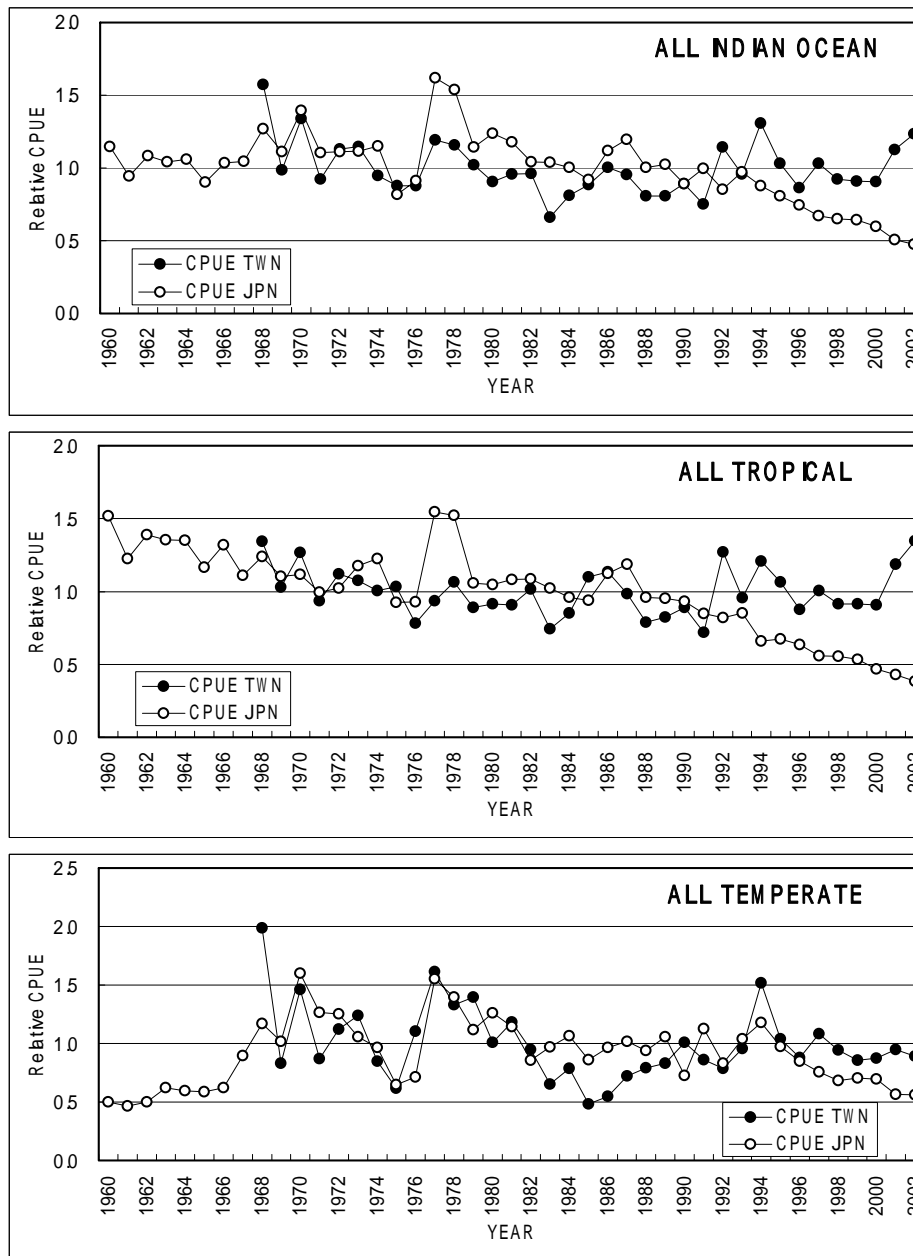 ALL INDIAN OCEAN
2.0
1.5
1.0
0.5
0.0
Relative CPUE
CPUE TWN
CPUE JPN
1960 1962 1964 1966 1968 1970 1972 1974 1976 1978 1980 1982 1984 1986 1988 1990 1992 1994 1996 1998 2000 2002
YEAR
ALL TROPICAL
2.0
1.5
1.0
0.5
0.0
Relative CPUE
CPUE TWN
CPUE JPN
1960 1962 1964 1966 1968 1970 1972 1974 1976 1978 1980 1982 1984 1986 1988 1990 1992 1994 1996 1998 2000 2002
YEAR
ALL TEMPERATE
2.5
2.0
1.5
1.0
0.5
0.0
Relative CPUE
CPUE TWN
CPUE JPN
1960 1962 1964 1966 1968 1970 1972 1974 1976 1978 1980 1982 1984 1986 1988 1990 1992 1994 1996 1998 2000 2002
YEAR